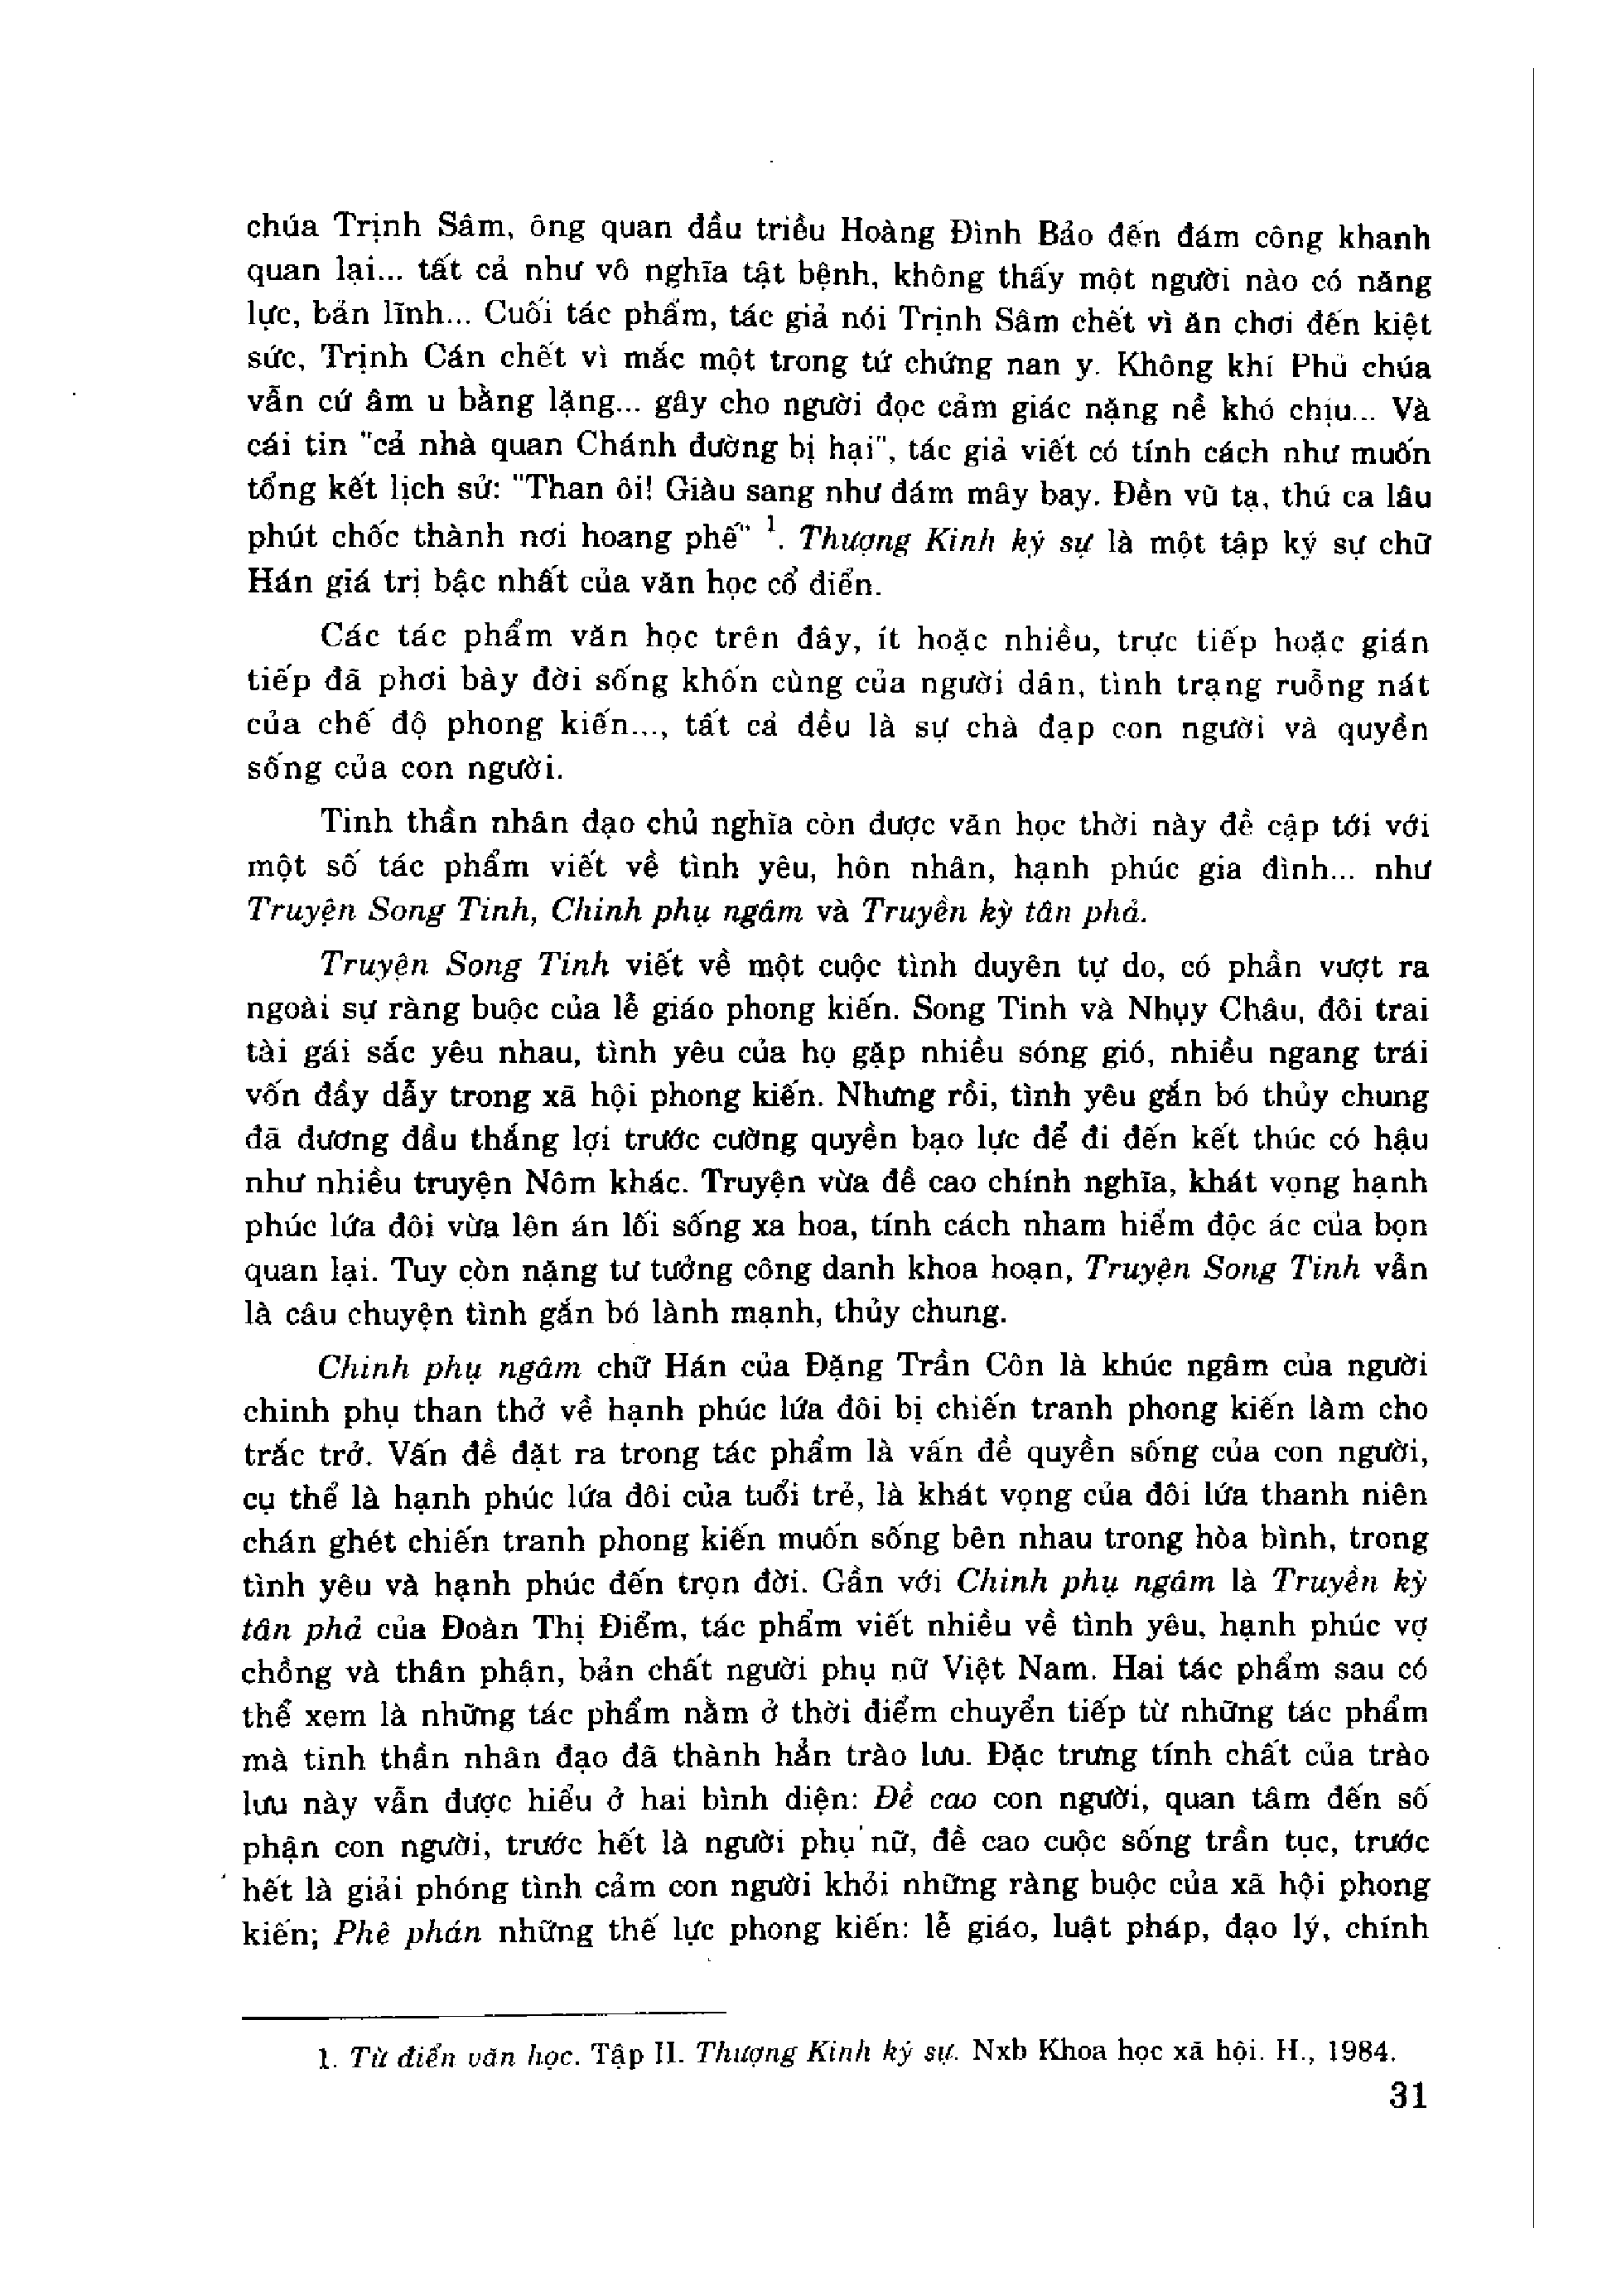 chúa Trịnh Sâm, ông quan đầu triều Hoàng Đình Bảo đến đám công khanh
quan lại... tất cả như vô nghĩa tật bệnh, không thấy một người nào có năng
lực, bản lĩnh... Cuối tác phẩm, tác giả nói Trịnh Sâm chết vì ăn chơi đến kiệt
sức, Trịnh Cán chết vì mắc một trong tứ chứng nan y. Không khí Phủ chúa
vẫn cứ âm u bằng lặng... gây cho người đọc cảm giác nặng nề khó chịu... Và
cái tin "cả nhà quan Chánh đường bị hại", tác giả viết có tính cách như muốn
tổng kết lịch sử: "Than ôi! Giàu sang như đám mây bay. Đền vũ tạ, thú ca lâu
phút chốc thành nơi hoang phế" 1. Thượng Kinh ký sự là một tập ký sự chữ
Hán giá trị bậc nhất của văn học cổ điển.
Các tác phẩm văn học trên đây, ít hoặc nhiều, trực tiếp hoặc gián
tiếp đã phơi bày đời sống khốn cùng của người dân, tình trạng ruỗng nát
của chế độ phong kiến..., tất cả đều là sự chà đạp con người và quyền
sống của con người.
Tinh thần nhân đạo chủ nghĩa còn được văn học thời này đề cập tới với
một số tác phẩm viết về tình yêu, hôn nhân, hạnh phúc gia đình... như
Truyện Song Tinh, Chinh phụ ngâm và Truyền kỳ tân phả.
Truyện Song Tinh viết về một cuộc tình duyên tự do, có phần vượt ra
ngoài sự ràng buộc của lễ giáo phong kiến. Song Tinh và Nhụy Châu, đôi trai
tài gái sắc yêu nhau, tình yêu của họ gặp nhiều sóng gió, nhiều ngang trái
vốn đầy dẫy trong xã hội phong kiến. Nhưng rồi, tình yêu gắn bó thủy chung
đã đương đầu thắng lợi trước cường quyền bạo lực để đi đến kết thúc có hậu
như nhiều truyện Nôm khác. Truyện vừa đề cao chính nghĩa, khát vọng hạnh
phúc lứa đôi vừa lên án lối sống xa hoa, tính cách nham hiểm độc ác của bọn
quan lại. Tuy còn nặng tư tưởng công danh khoa hoạn, Truyện Song Tinh vẫn
là câu chuyện tình gắn bó lành mạnh, thủy chung.
Chinh phụ ngâm chữ Hán của Đặng Trần Côn là khúc ngâm của người
chinh phụ than thở về hạnh phúc lứa đôi bị chiến tranh phong kiến làm cho
trắc trở. Vấn đề đặt ra trong tác phẩm là vấn đề quyền sống của con người,
cụ thể là hạnh phúc lứa đôi của tuổi trẻ, là khát vọng của đôi lứa thanh niên
chán ghét chiến tranh phong kiến muốn sống bên nhau trong hòa bình, trong
tình yêu và hạnh phúc đến trọn đời. Gần với Chinh phụ ngâm là Truyền kỳ
tân phả của Đoàn Thị Điểm, tác phẩm viết nhiều về tình yêu, hạnh phúc vợ
chồng và thân phận, bản chất người phụ nữ Việt Nam. Hai tác phẩm sau có
thể xem là những tác phẩm nằm ở thời điểm chuyển tiếp từ những tác phẩm
mà tinh thần nhân đạo đã thành hẳn trào lưu. Đặc trưng tính chất của trào
lưu này vẫn được hiểu ở hai bình diện: Đề cao con người, quan tâm đến số
phận con người, trước hết là người phụ nữ, đề cao cuộc sống trần tục, trước
hết là giải phóng tình cảm con người khỏi những ràng buộc của xã hội phong
kiến; Phê phán những thế lực phong kiến: lễ giáo, luật pháp, đạo lý, chính
1. Từ điển văn học. Tập II. Thượng Kinh ký sự. Nxb Khoa học xã hội. H., 1984.
31